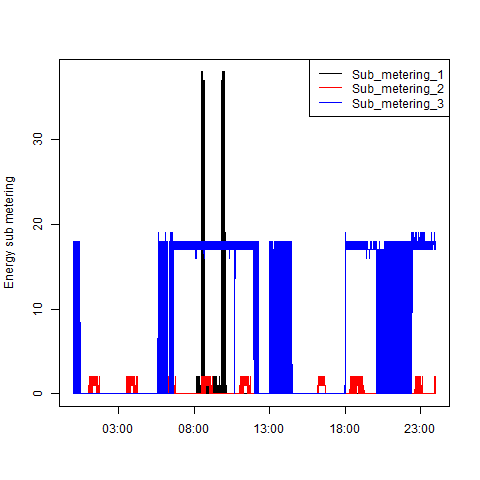 Sub_metering_1
Sub_metering_2
Sub_metering_3
Energy sub metering
30
20
10
0
03:00 08:00 13:00 18:00 23:00